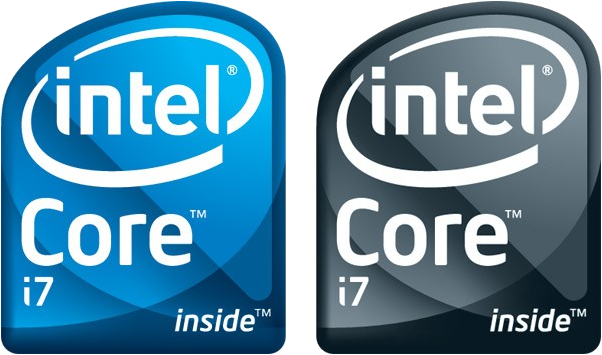 intel®
Core™
i7
inside™
intel®
Core™
i7
inside™